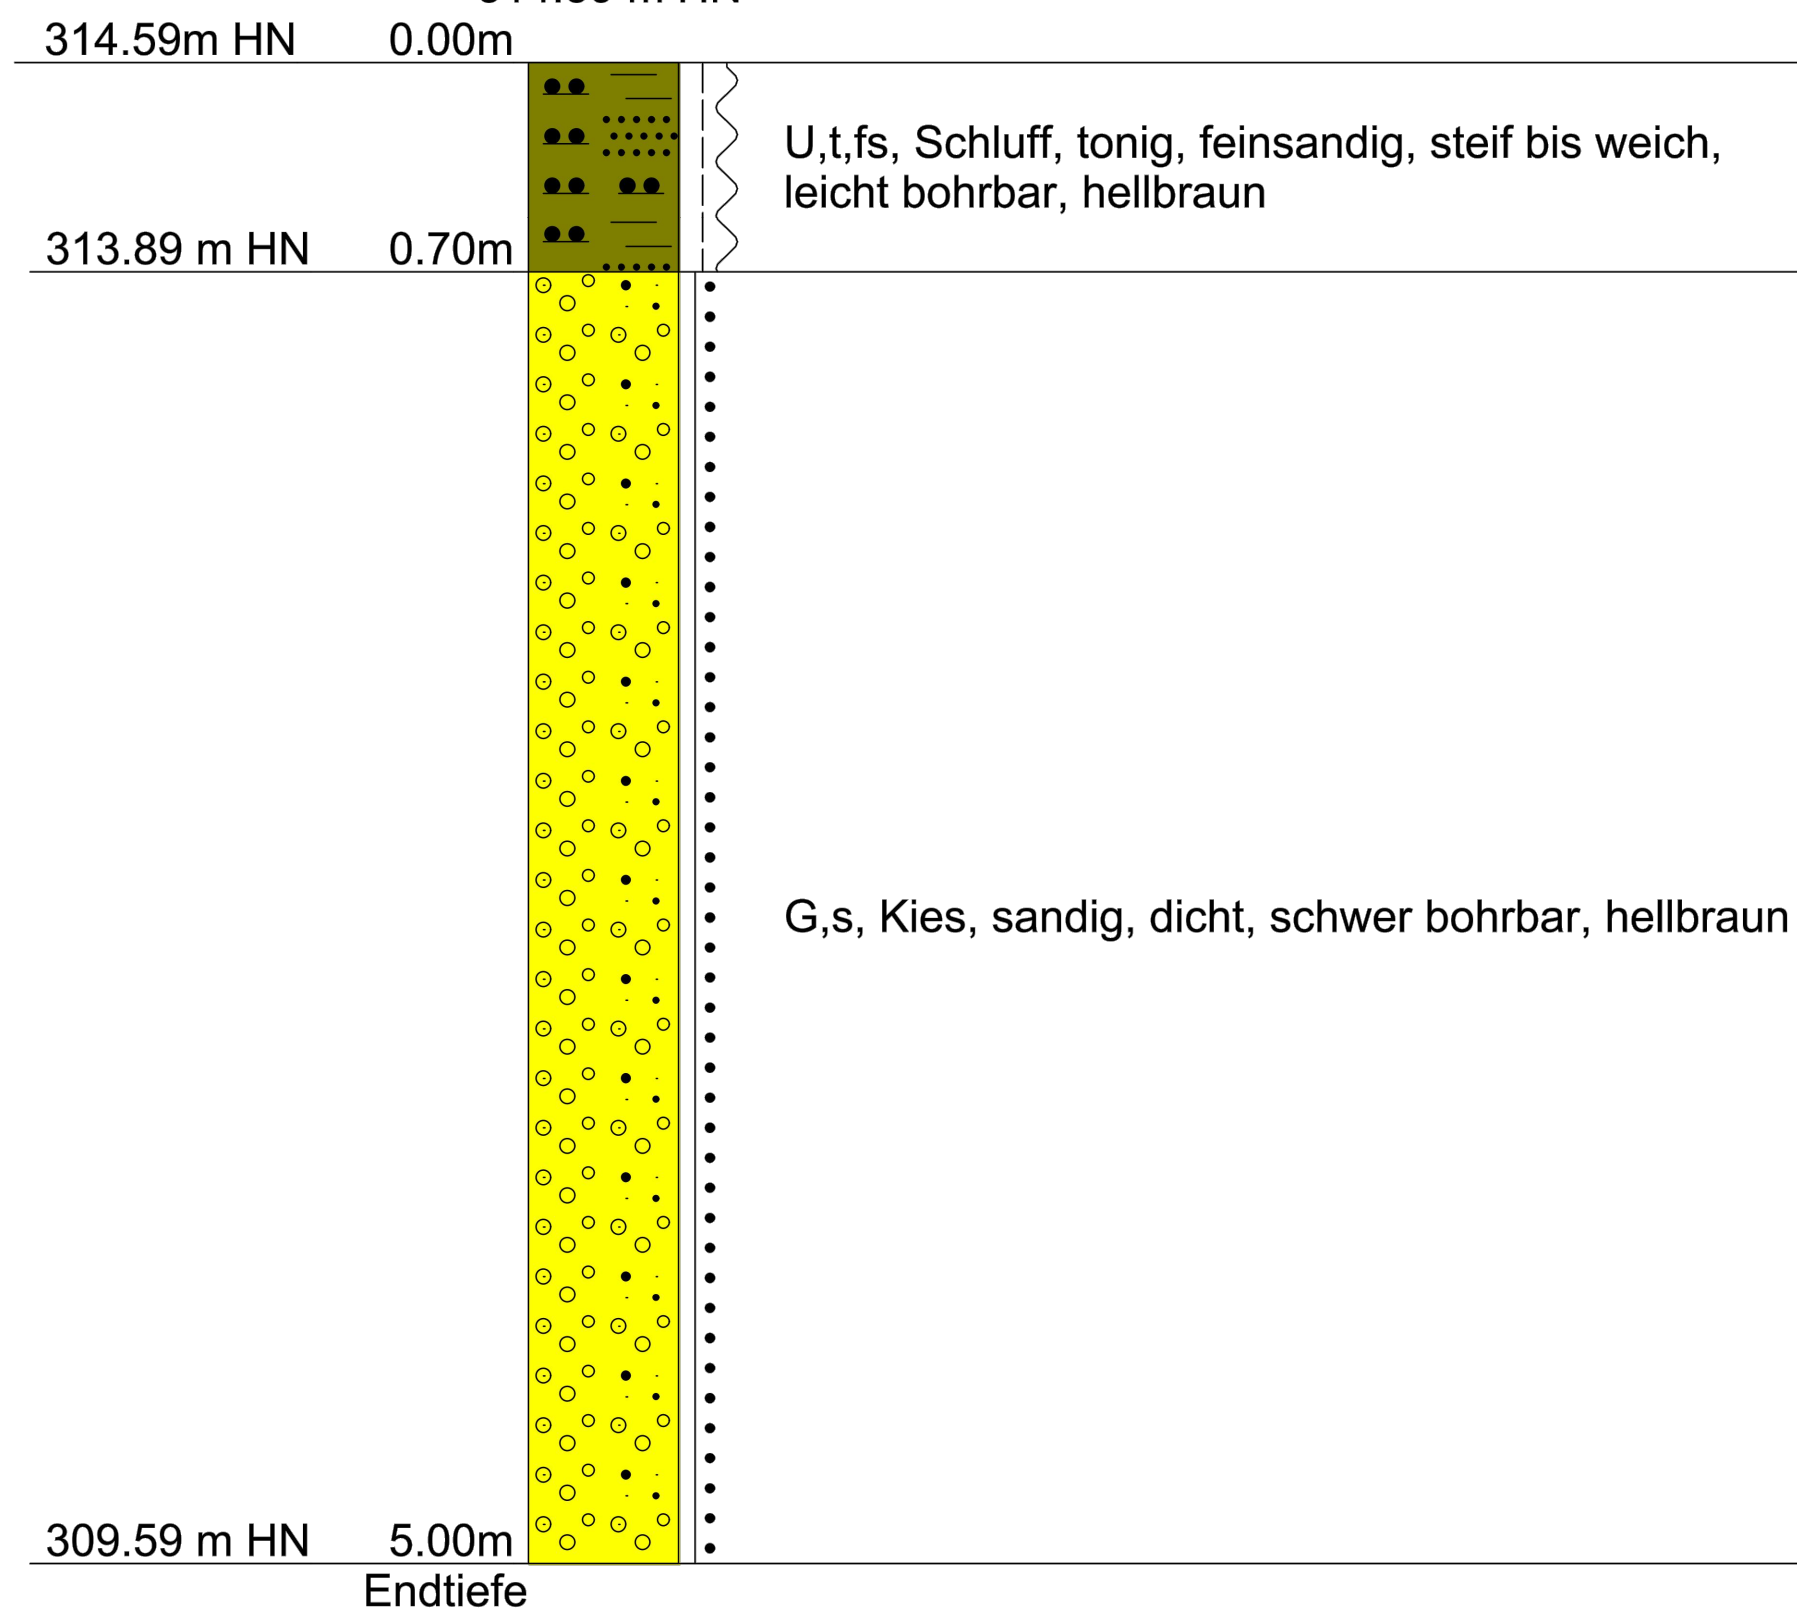 314.59m HN 0.00m
U,t,fs, Schluff, tonig, feinsandig, steif bis weich,
leicht bohrbar, hellbraun
313.89 m HN 0.70m
G,s, Kies, sandig, dicht, schwer bohrbar, hellbraun
309.59 m HN 5.00m
Endtiefe